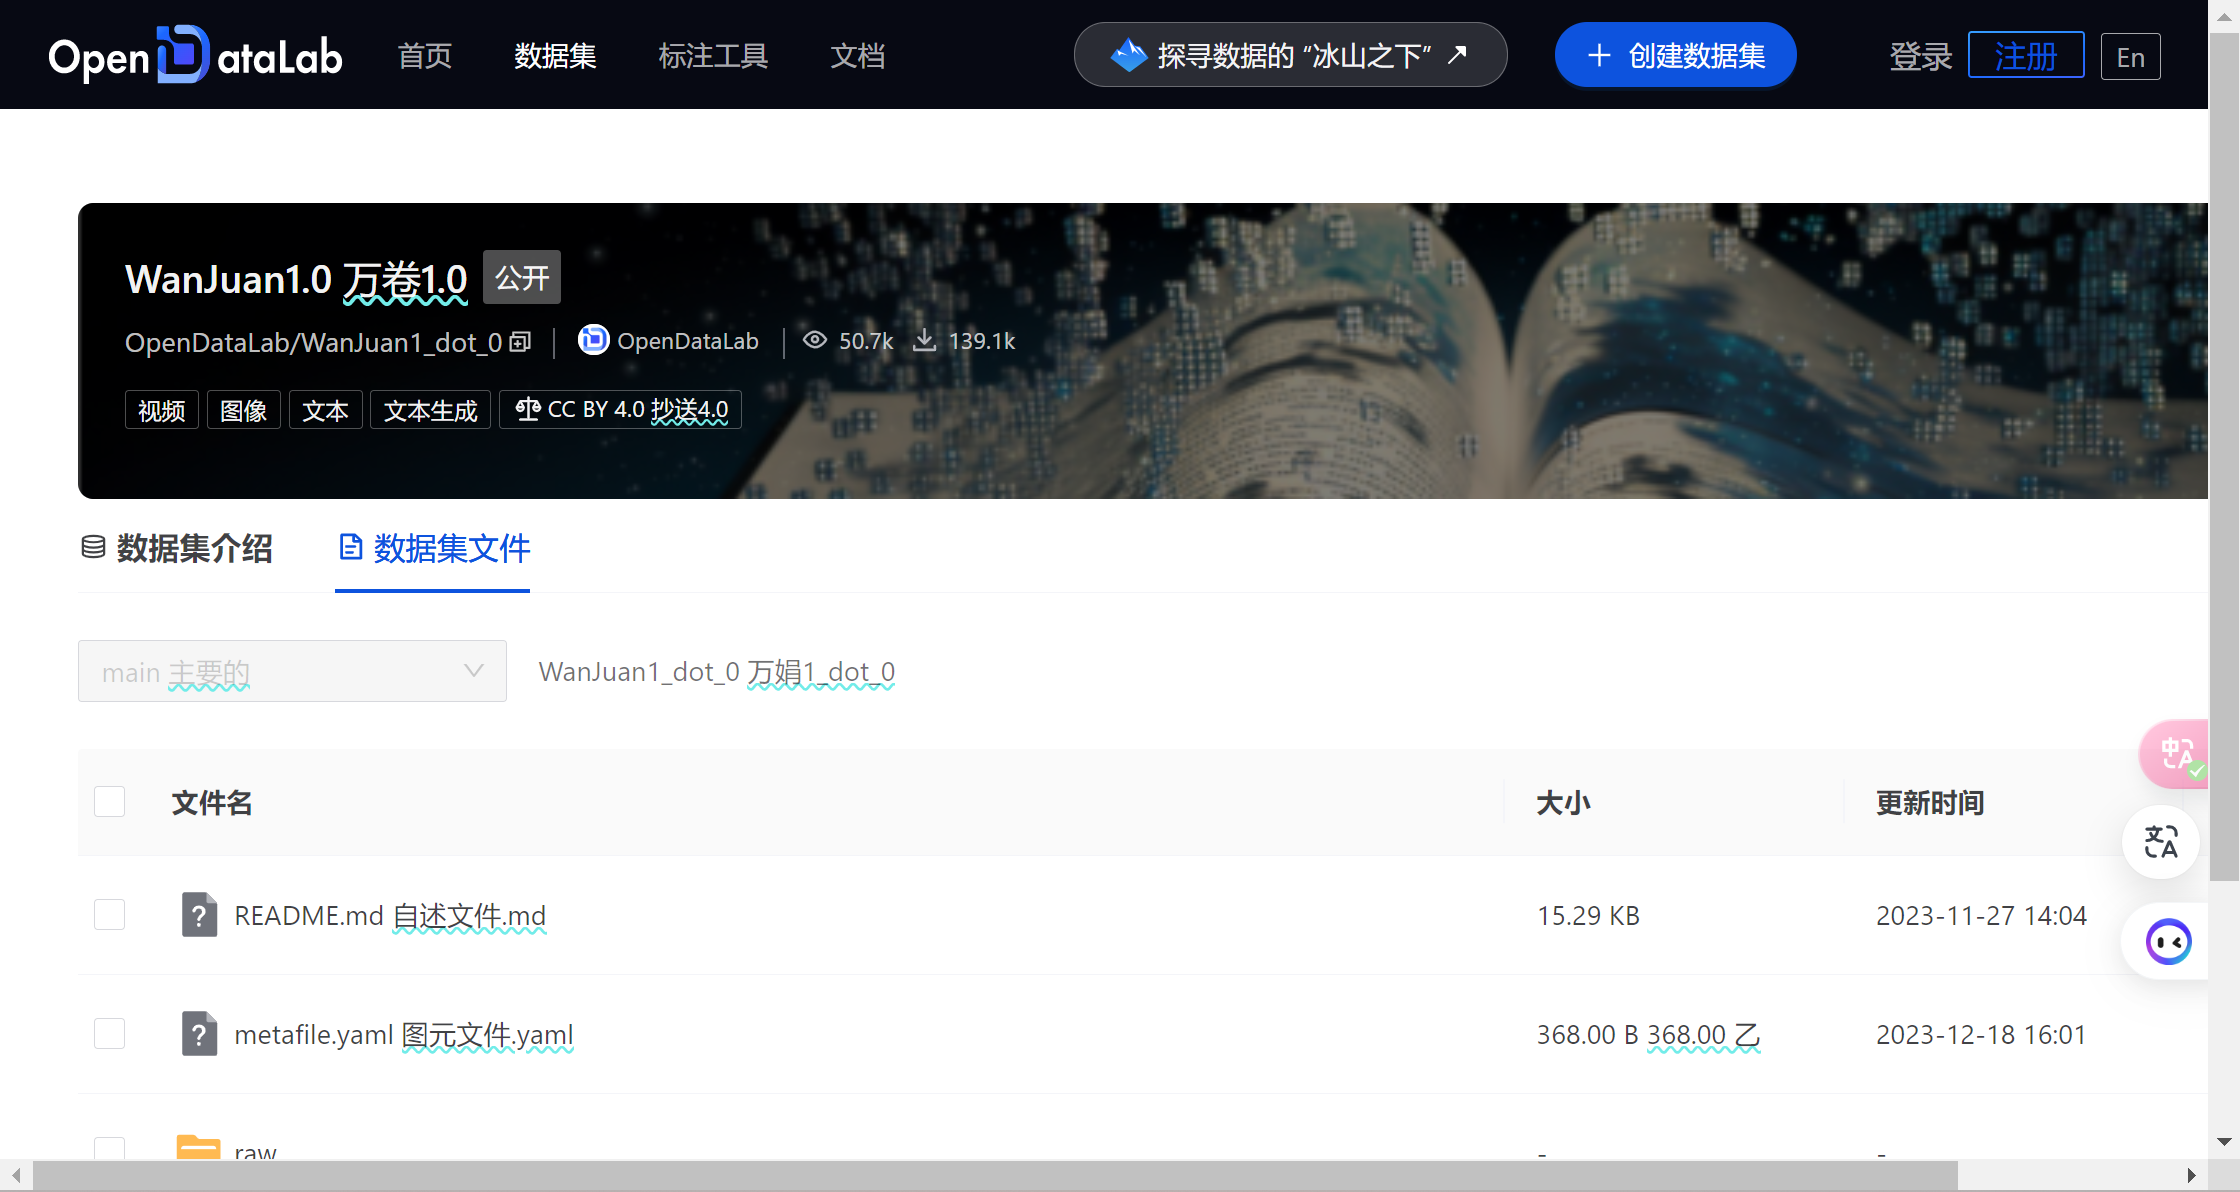 OpenDataLab 首页 数据集 标注工具 文档 探寻数据的 “冰山之下” ↗ + 创建数据集 登录 注册 En
WanJuan1.0 万卷1.0 公开
OpenDataLab/WanJuan1_dot_0 | OpenDataLab | 50.7k 139.1k
视频 图像 文本 文本生成 CC BY 4.0 抄送4.0
数据集介绍 数据集文件
main 主要的 WanJuan1_dot_0 万娟1_dot_0
文件名 大小 更新时间
README.md 自述文件.md 15.29 KB 2023-11-27 14:04
metafile.yaml 图元文件.yaml 368.00 B 368.00 乙 2023-12-18 16:01
raw - -